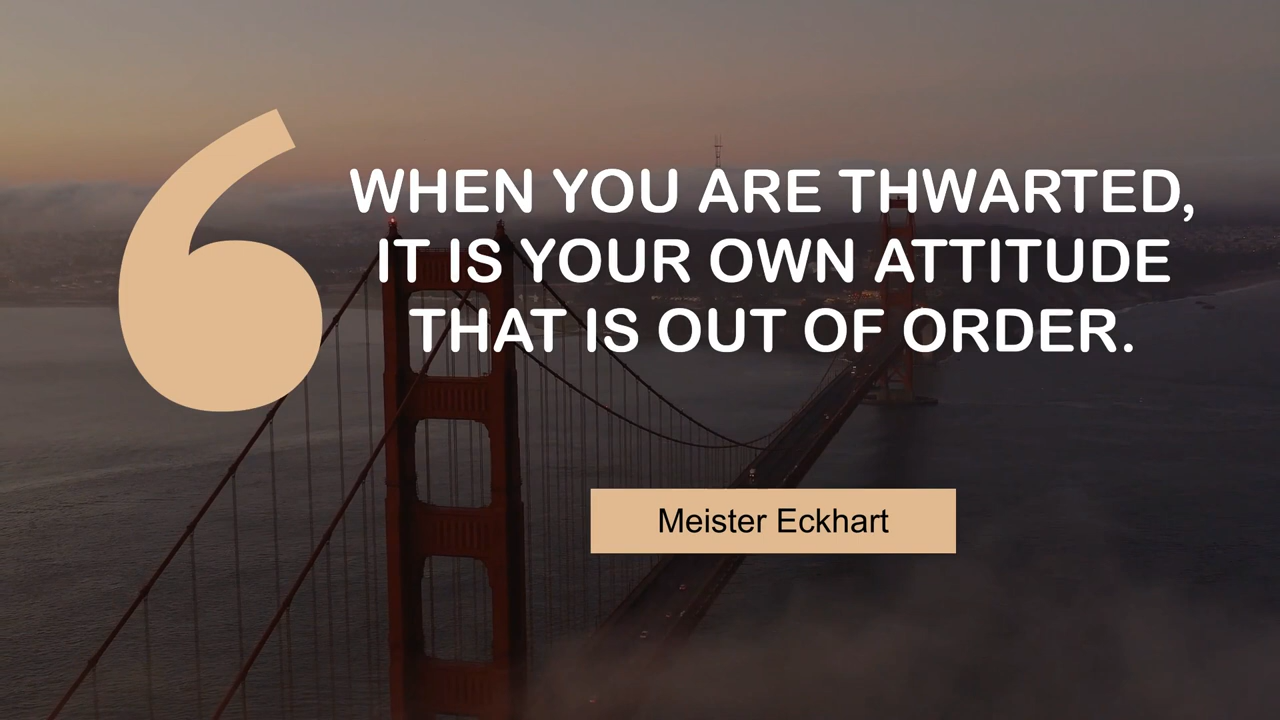 WHEN YOU ARE THWARTED,
IT IS YOUR OWN ATTITUDE
THAT IS OUT OF ORDER.
Meister Eckhart